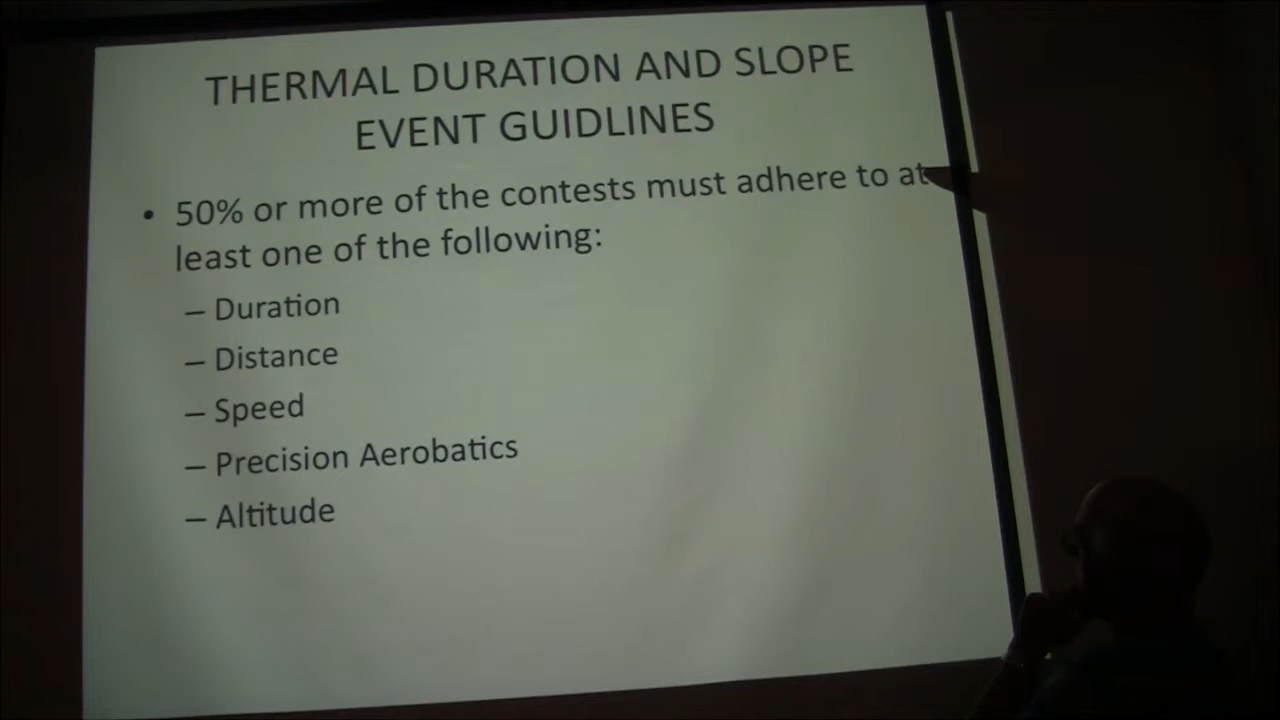 THERMAL DURATION AND SLOPE
EVENT GUIDLINES
• 50% or more of the contests must adhere to at
least one of the following:
– Duration
– Distance
– Speed
– Precision Aerobatics
– Altitude